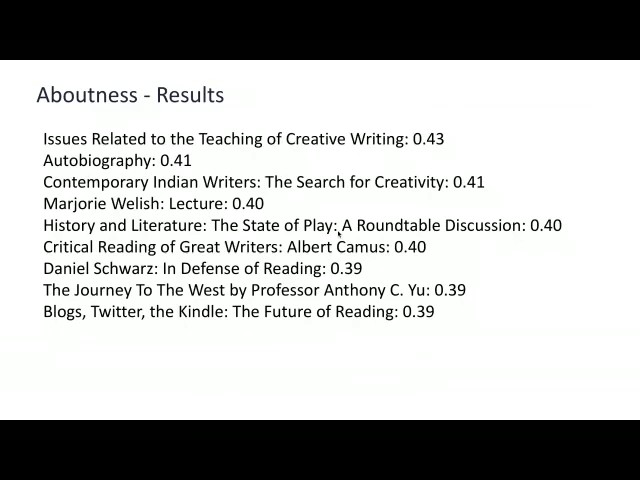 Aboutness - Results
Issues Related to the Teaching of Creative Writing: 0.43
Autobiography: 0.41
Contemporary Indian Writers: The Search for Creativity: 0.41
Marjorie Welish: Lecture: 0.40
History and Literature: The State of Play: A Roundtable Discussion: 0.40
Critical Reading of Great Writers: Albert Camus: 0.40
Daniel Schwarz: In Defense of Reading: 0.39
The Journey To The West by Professor Anthony C. Yu: 0.39
Blogs, Twitter, the Kindle: The Future of Reading: 0.39